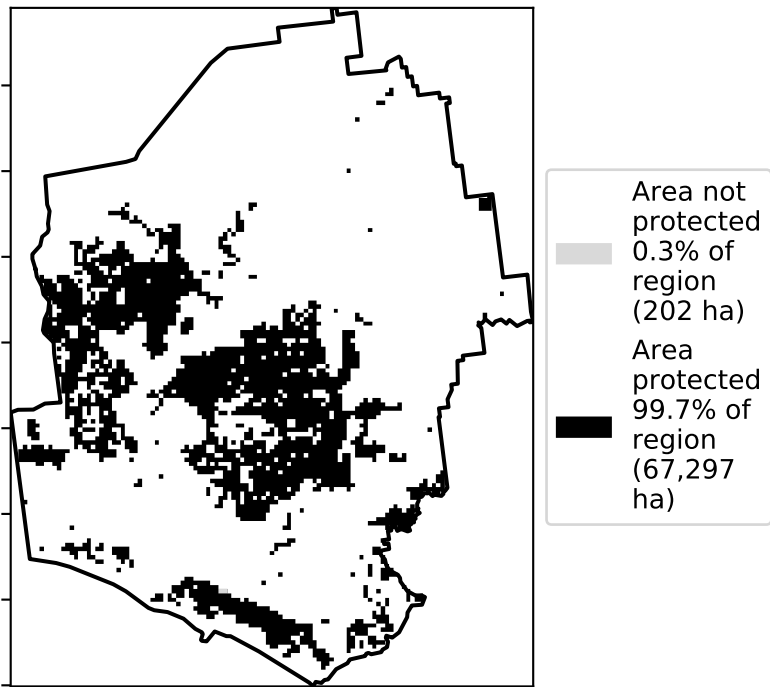 Area not
protected
0.3% of
region
(202 ha)
Area
protected
99.7% of
region
(67,297
ha)